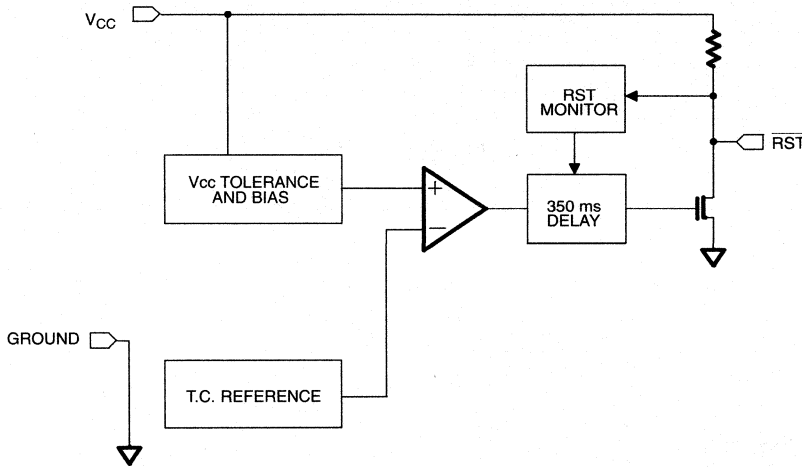 VCC
RST
MONITOR
RST
Vcc TOLERANCE
AND BIAS
+
−
350 ms
DELAY
GROUND
T.C. REFERENCE